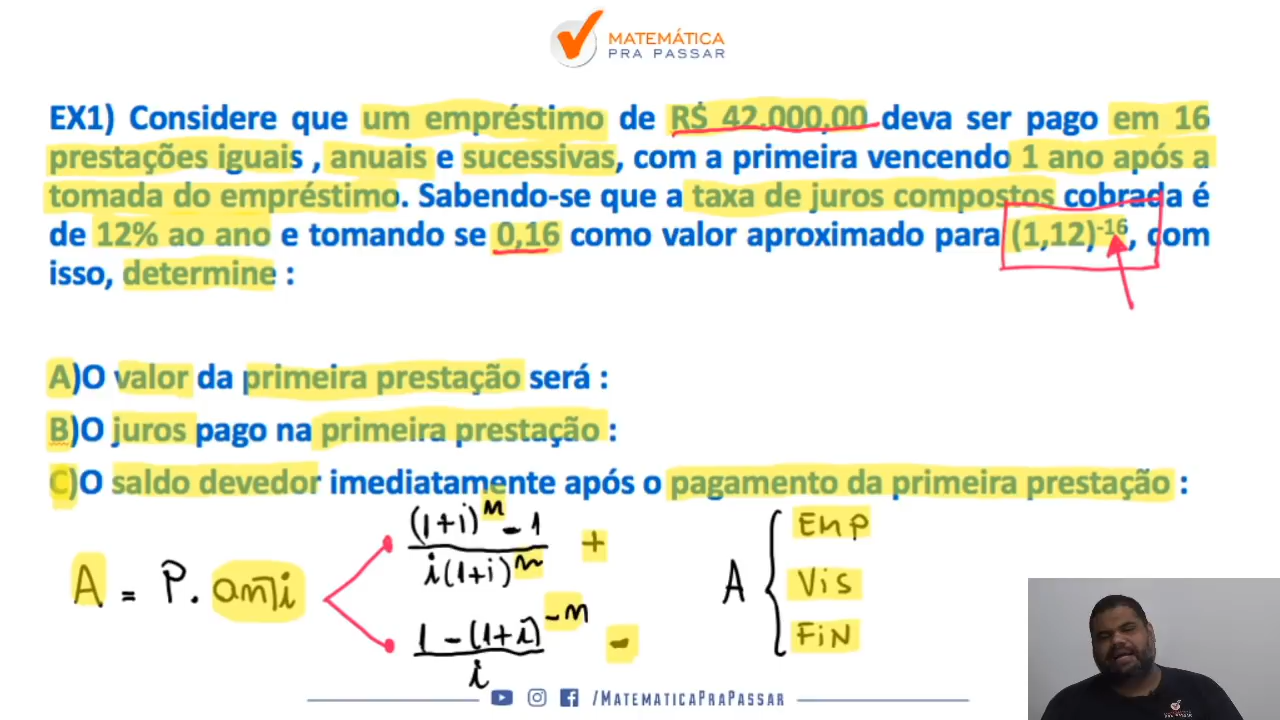 MATEMÁTICA
PRA PASSAR
EX1) Considere que um empréstimo de R$ 42.000,00 deva ser pago em 16
prestações iguais , anuais e sucessivas, com a primeira vencendo 1 ano após a
tomada do empréstimo. Sabendo-se que a taxa de juros compostos cobrada é
de 12% ao ano e tomando se 0,16 como valor aproximado para (1,12)⁻¹⁶, com
isso, determine :
A)O valor da primeira prestação será :
B)O juros pago na primeira prestação :
C)O saldo devedor imediatamente após o pagamento da primeira prestação :
(1+i)ⁿ - 1 +
i(1+i)ⁿ
A = P. an̅i
1 - (1+i)⁻ⁿ -
i
A { EMP
VIS
FIN
/MATEMATICAPRAPASSAR